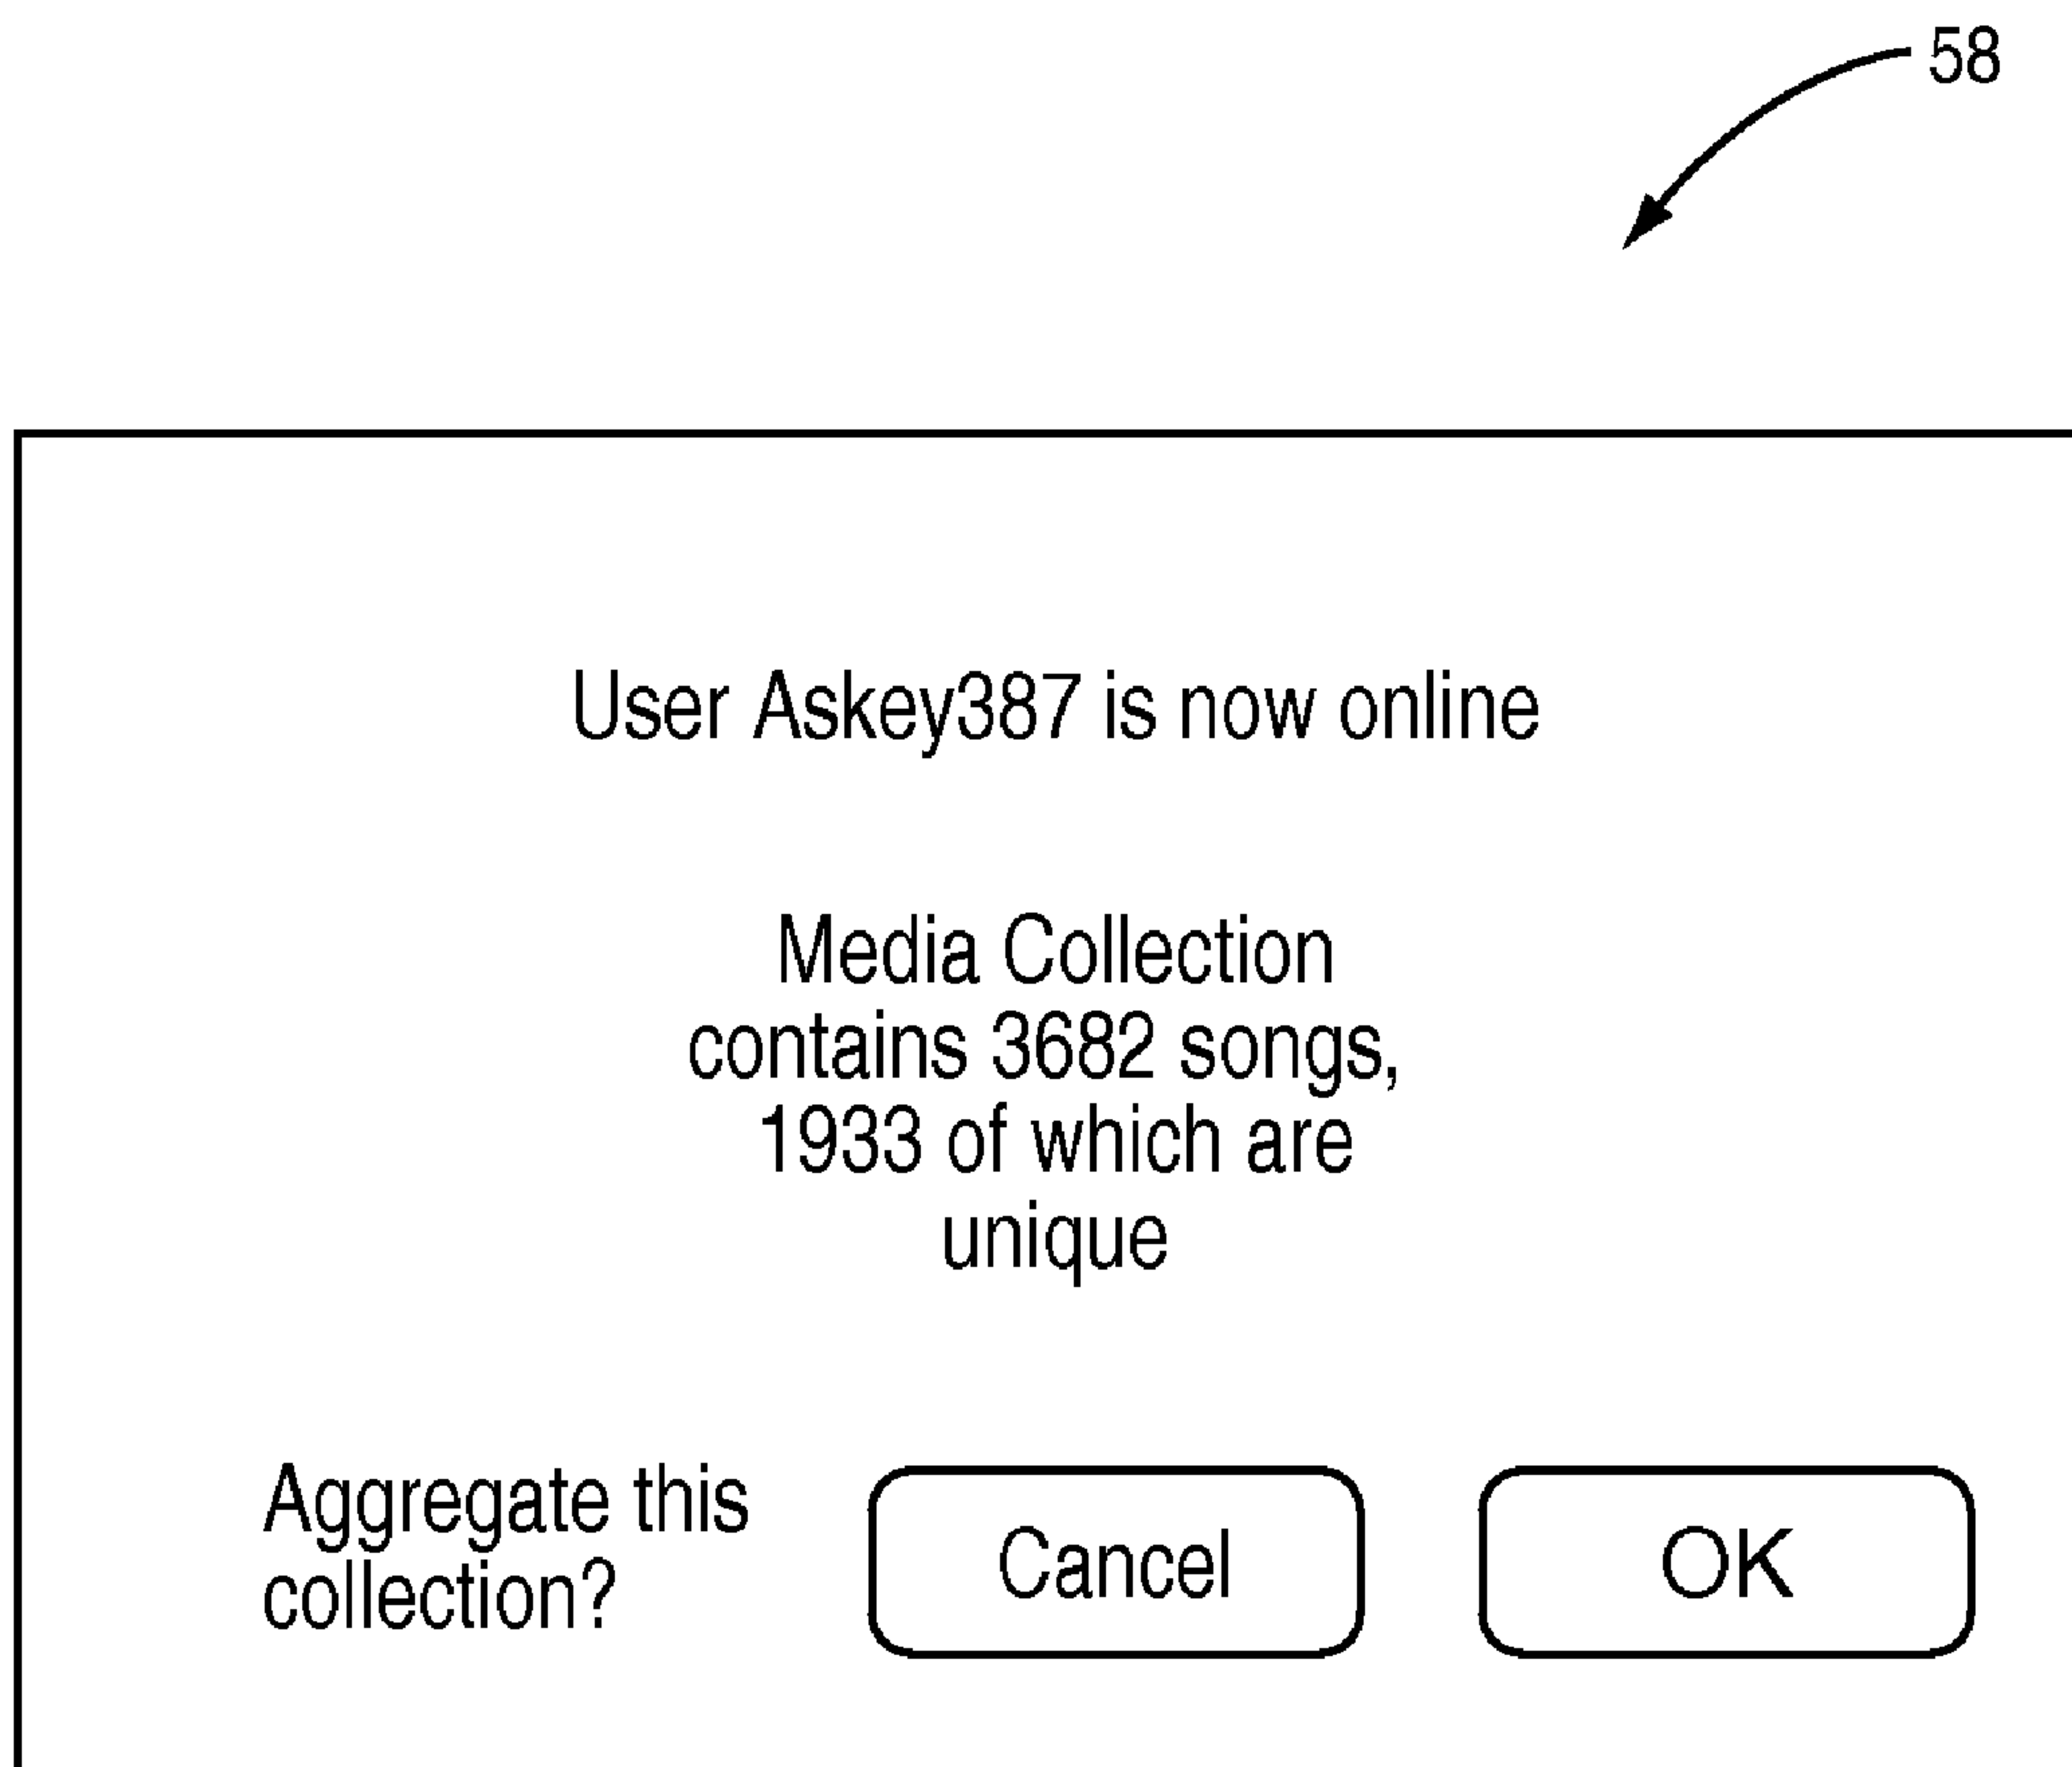 58
User Askey387 is now online
Media Collection
contains 3682 songs,
1933 of which are
unique
Aggregate this
collection?
Cancel
OK